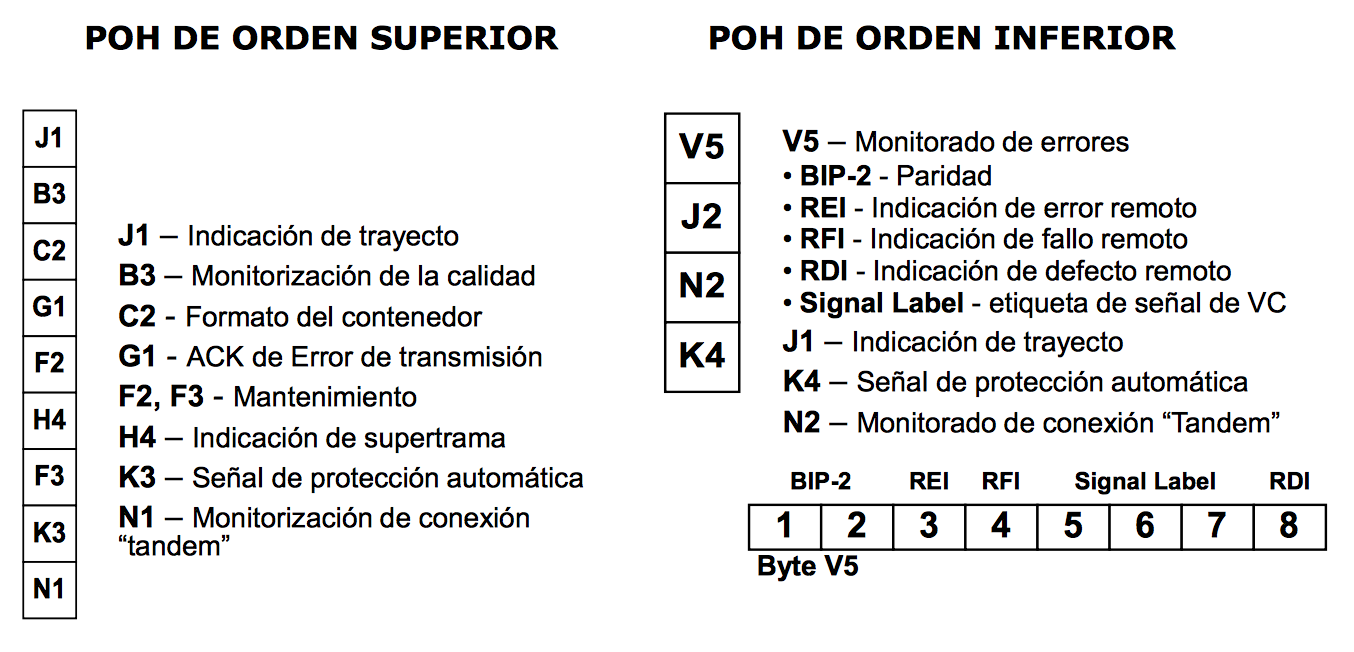 POH DE ORDEN SUPERIOR
J1
B3
C2
G1
F2
H4
F3
K3
N1
J1 – Indicación de trayecto
B3 – Monitorización de la calidad
C2 - Formato del contenedor
G1 - ACK de Error de transmisión
F2, F3 - Mantenimiento
H4 – Indicación de supertrama
K3 – Señal de protección automática
N1 – Monitorización de conexión
“tandem”
POH DE ORDEN INFERIOR
V5
J2
N2
K4
V5 – Monitorado de errores
• BIP-2 - Paridad
• REI - Indicación de error remoto
• RFI - Indicación de fallo remoto
• RDI - Indicación de defecto remoto
• Signal Label - etiqueta de señal de VC
J1 – Indicación de trayecto
K4 – Señal de protección automática
N2 – Monitorado de conexión “Tandem”
BIP-2 REI RFI Signal Label RDI
1 2 3 4 5 6 7 8
Byte V5